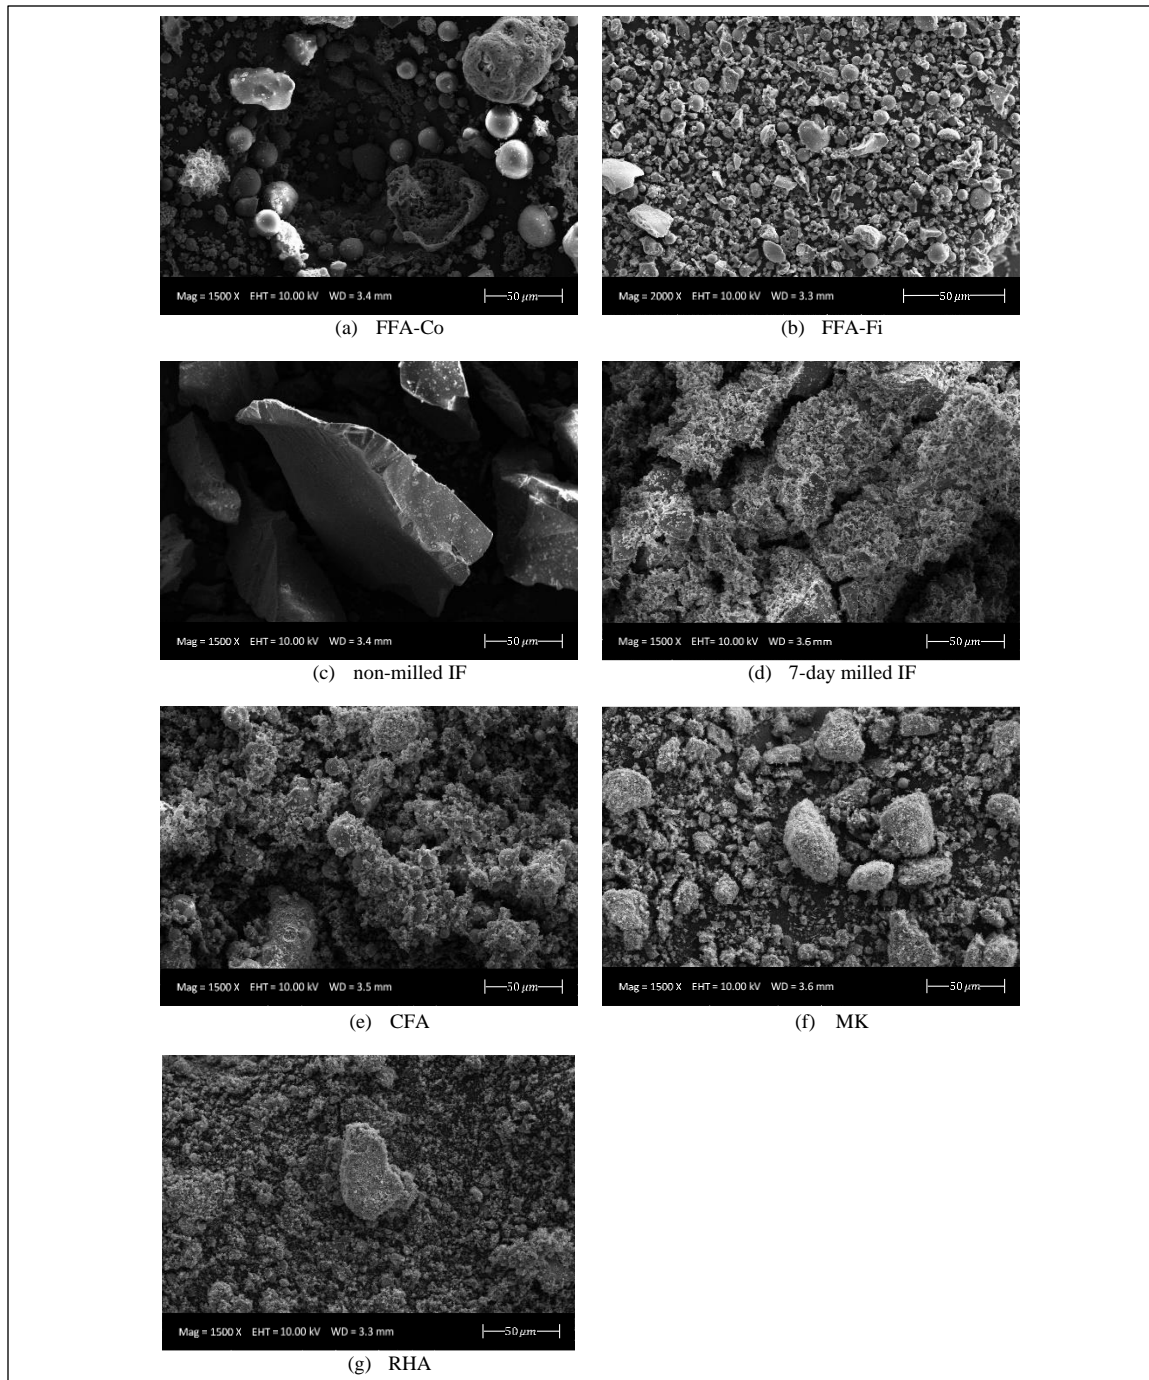 Mag = 1500 X EHT = 10.00 kV WD = 3.4 mm 50 μm
(a) FFA-Co
Mag = 2000 X EHT = 10.00 kV WD = 3.3 mm 50 μm
(b) FFA-Fi
Mag = 1500 X EHT = 10.00 kV WD = 3.4 mm 50 μm
(c) non-milled IF
Mag = 1500 X EHT= 10.00 kV WD = 3.6 mm 50 μm
(d) 7-day milled IF
Mag = 1500 X EHT = 10.00 kV WD = 3.5 mm 50 μm
(e) CFA
Mag = 1500 X EHT = 10.00 kV WD = 3.6 mm 50 μm
(f) MK
Mag = 1500 X EHT = 10.00 kV WD = 3.3 mm 50 μm
(g) RHA